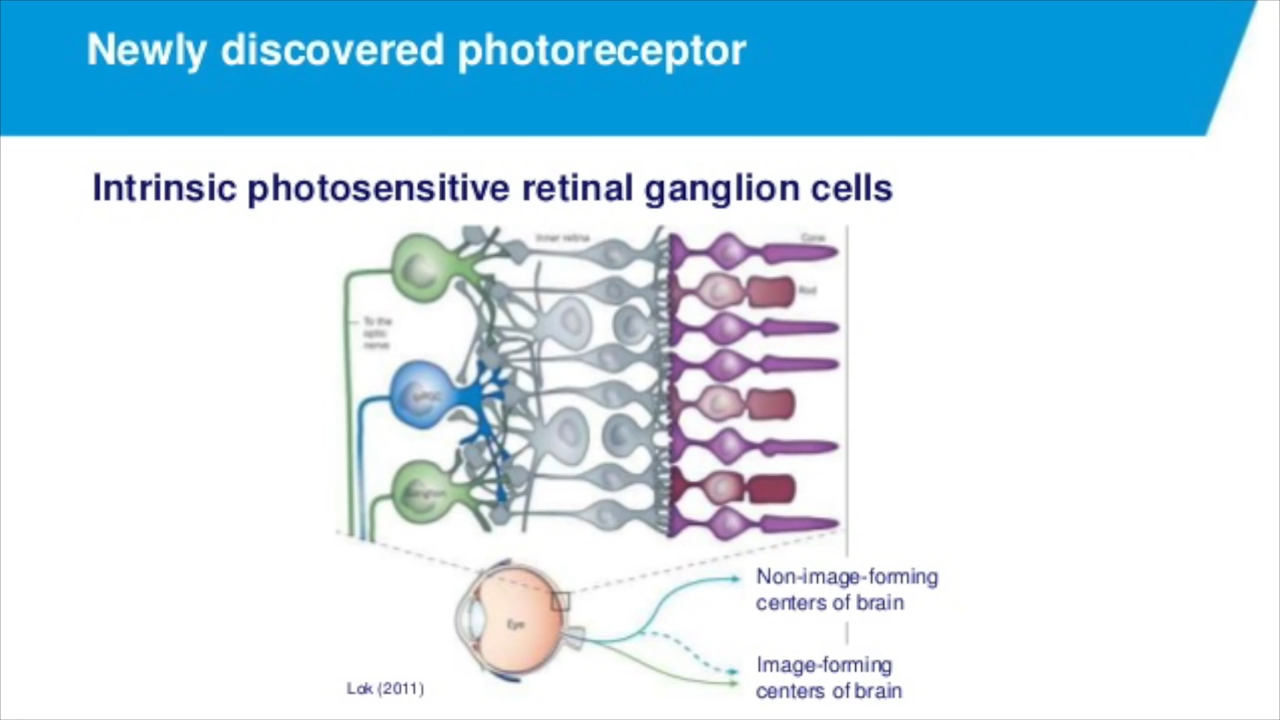 Newly discovered photoreceptor
Intrinsic photosensitive retinal ganglion cells
Inner retina
Cone
Rod
To the
optic
nerve
ipRGC
Ganglion
Eye
Non-image-forming
centers of brain
Image-forming
centers of brain
Lok (2011)